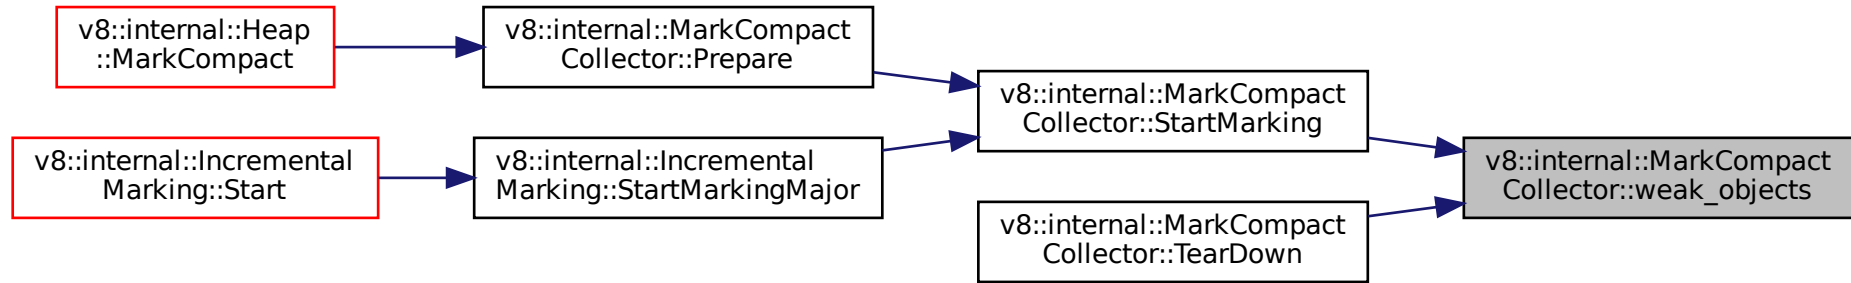 v8::internal::Heap
::MarkCompact
v8::internal::MarkCompact
Collector::Prepare
v8::internal::MarkCompact
Collector::StartMarking
v8::internal::Incremental
Marking::Start
v8::internal::Incremental
Marking::StartMarkingMajor
v8::internal::MarkCompact
Collector::weak_objects
v8::internal::MarkCompact
Collector::TearDown